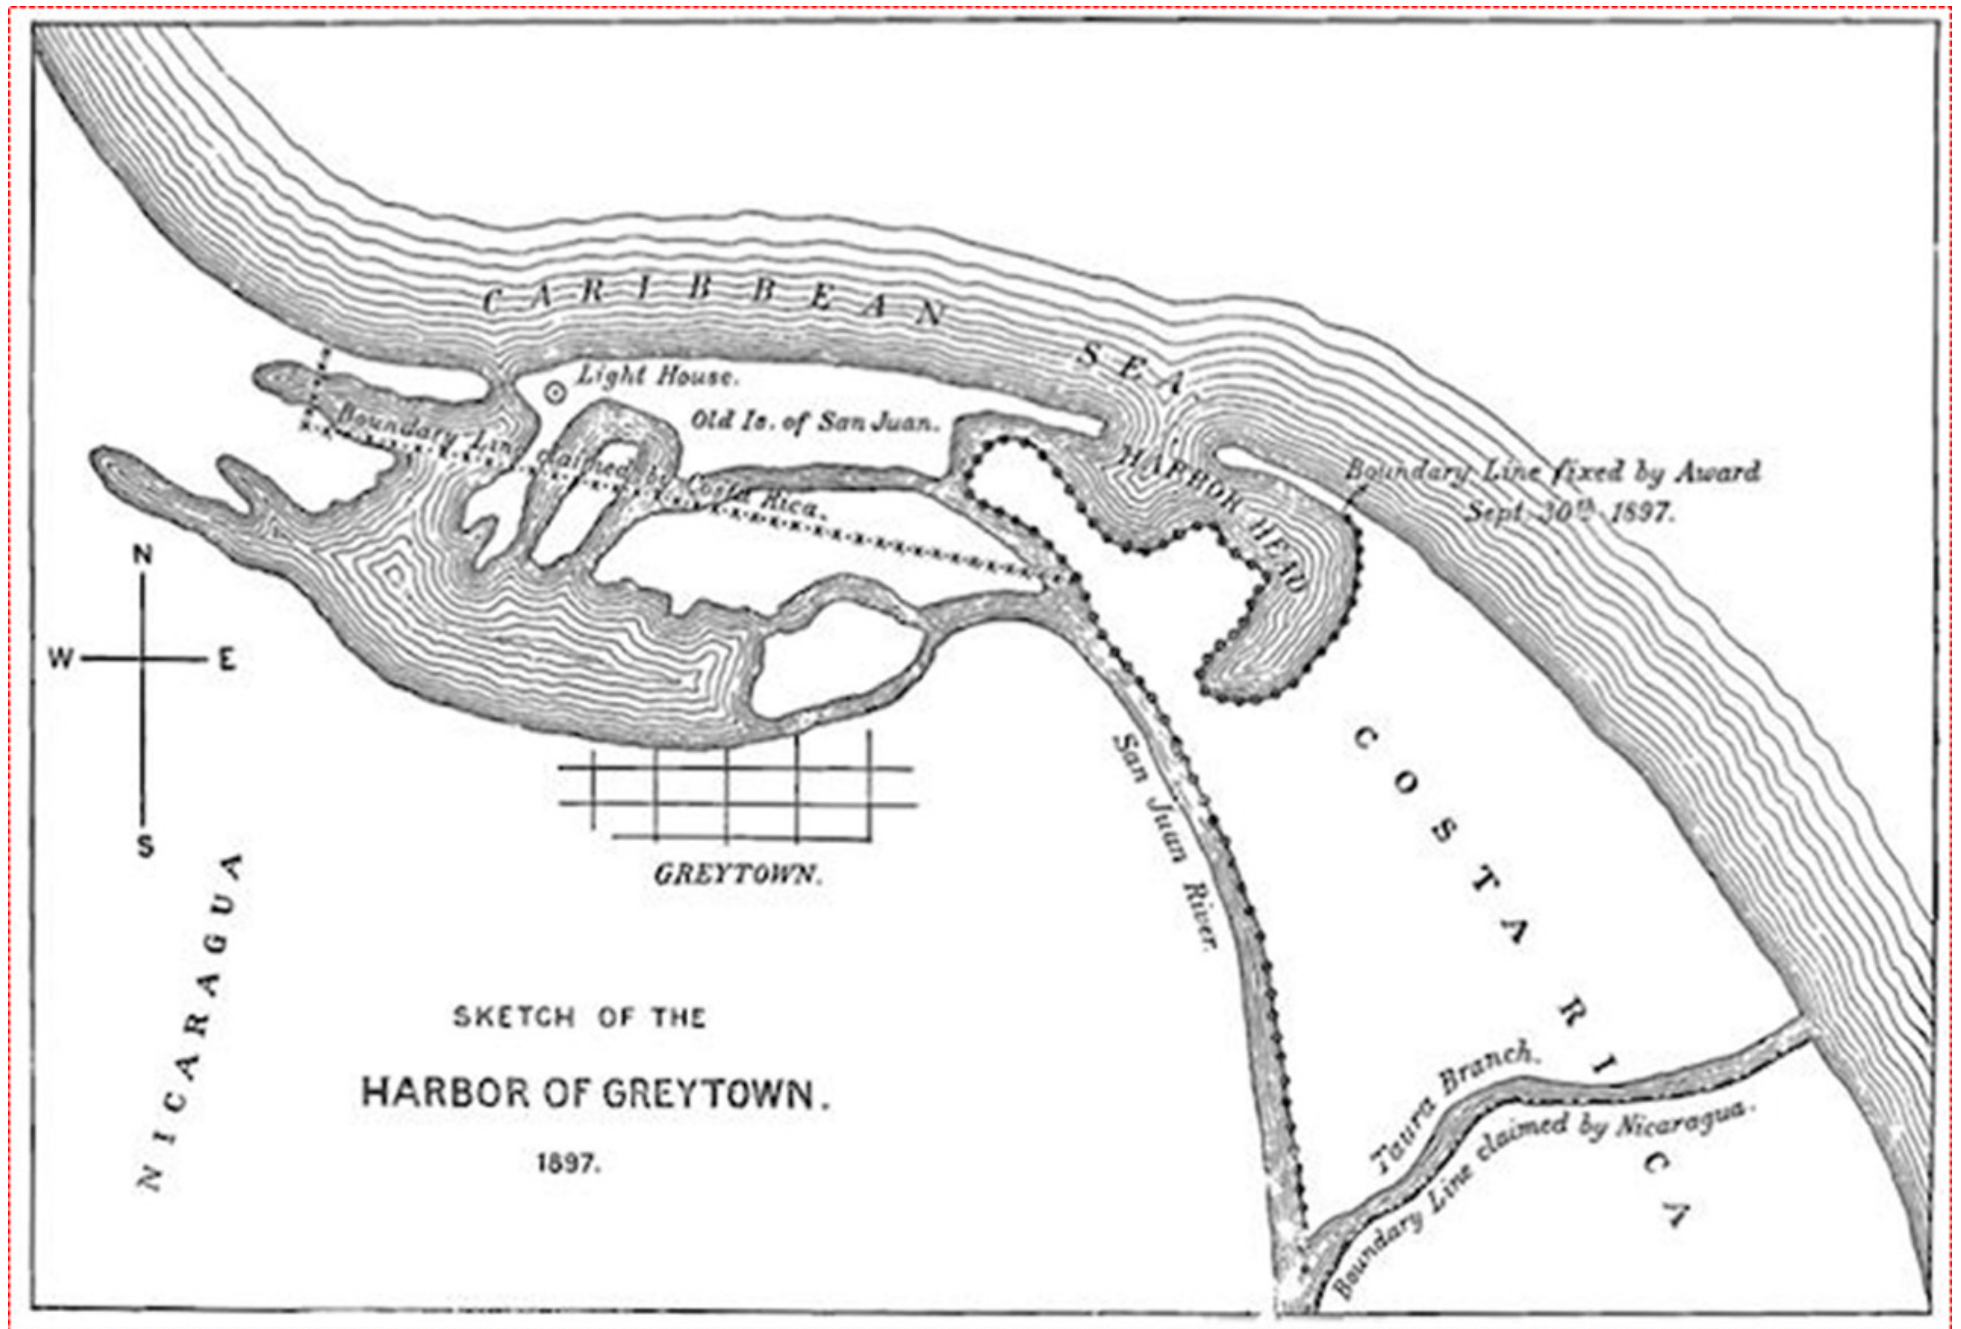 CARIBBEAN SEA
Light House.
Old Is. of San Juan.
Boundary Line claimed by Costa Rica.
HARBOR HEAD
Boundary Line fixed by Award
Sept. 30th 1897.
N
W E
S
San Juan River.
COSTA RICA
GREYTOWN.
NICARAGUA
SKETCH OF THE
HARBOR OF GREYTOWN.
1897.
Taura Branch.
Boundary Line claimed by Nicaragua.